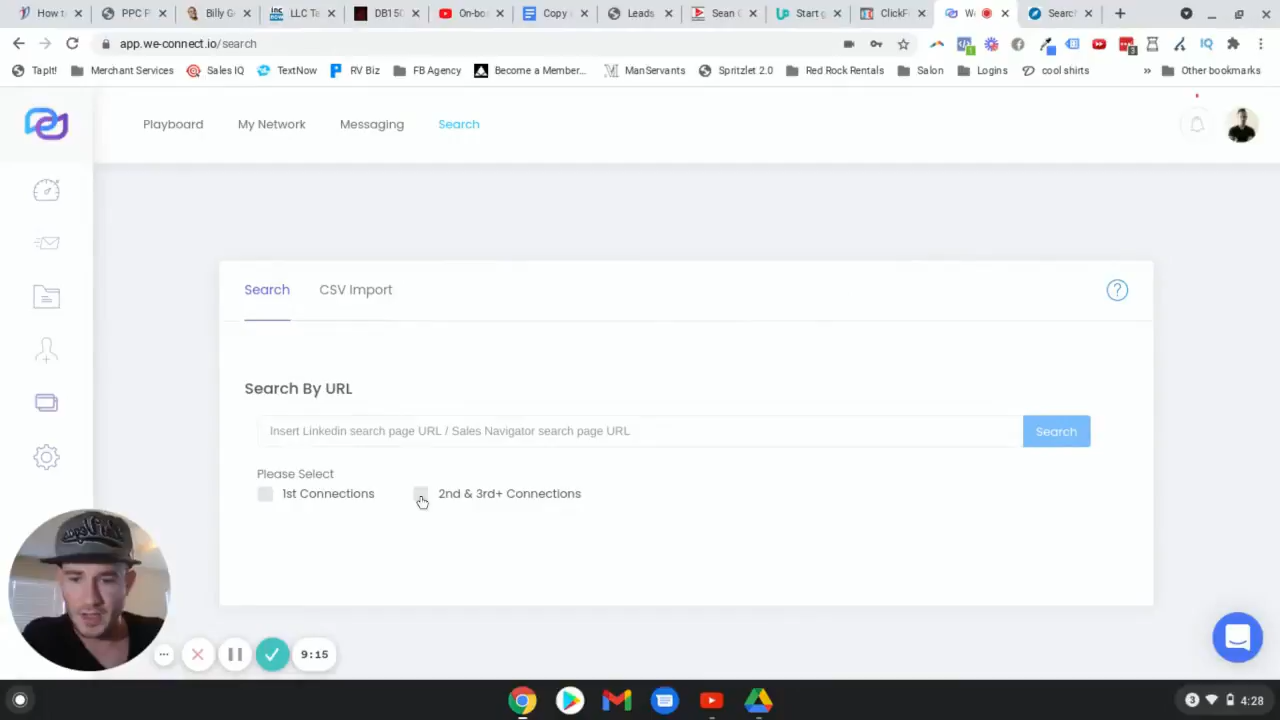 How to
PPC F
Billy G
LLC Te
DB150
On-bo
Copy
Leads
Sean
Start
ClickF
We
Search
app.we-connect.io/search
TapIt!
Merchant Services
Sales IQ
TextNow
RV Biz
FB Agency
Become a Member...
ManServants
Spritzlet 2.0
Red Rock Rentals
Salon
Logins
cool shirts
»
Other bookmarks
Playboard
My Network
Messaging
Search
Search
CSV Import
?
Search By URL
Insert Linkedin search page URL / Sales Navigator search page URL
Search
Please Select
1st Connections
2nd & 3rd+ Connections
9:15
3
4:28